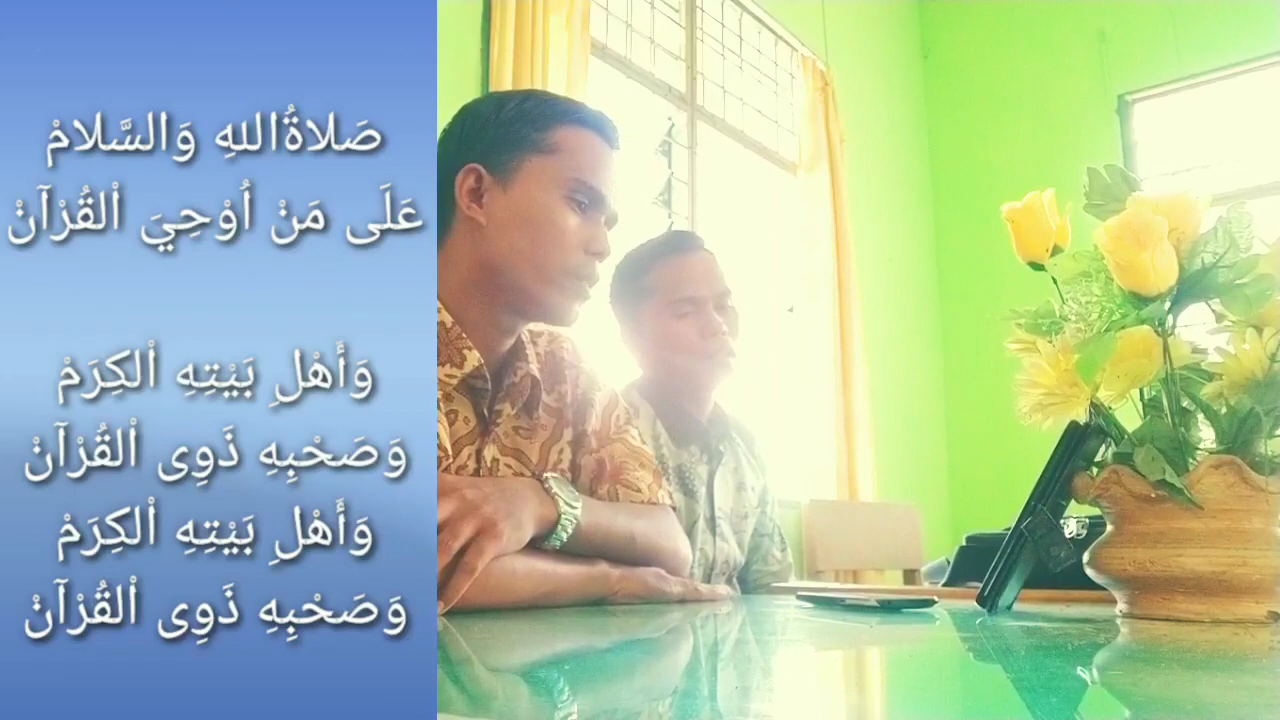 صَلاةُاللهِ وَالسَّلامْ
عَلَى مَنْ اُوْحِيَ اْلقُرْآنْ
وَأَهْلِ بَيْتِهِ اْلكِرَمْ
وَصَحْبِهِ ذَوِى اْلقُرْآنْ
وَأَهْلِ بَيْتِهِ اْلكِرَمْ
وَصَحْبِهِ ذَوِى اْلقُرْآنْ